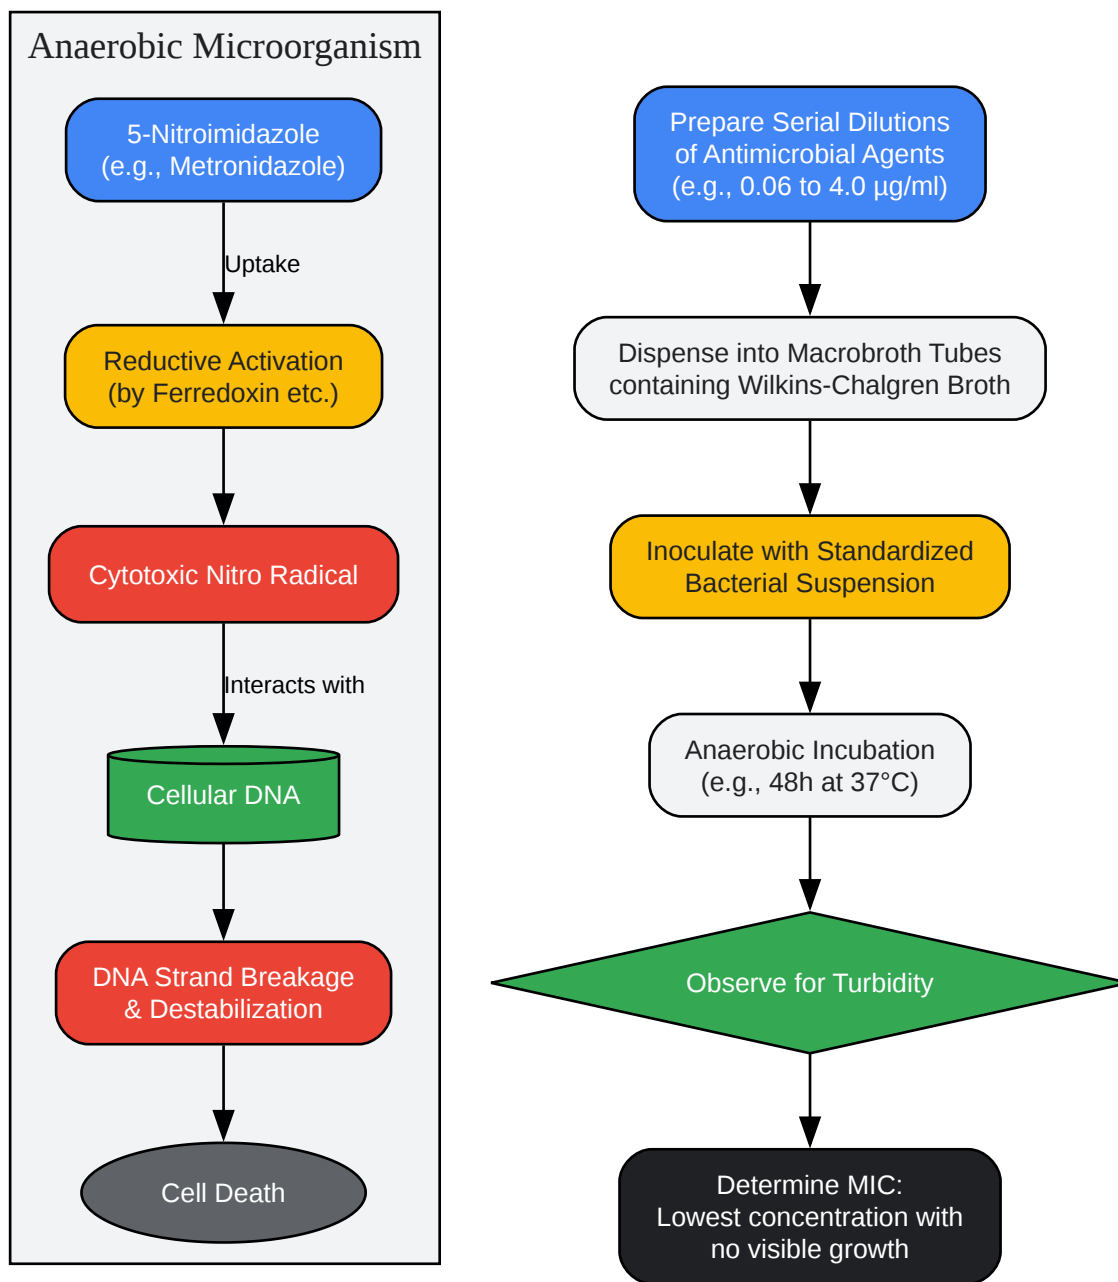 Anaerobic Microorganism
5-Nitroimidazole
(e.g., Metronidazole)
Uptake
Reductive Activation
(by Ferredoxin etc.)
Cytotoxic Nitro Radical
Interacts with
Cellular DNA
DNA Strand Breakage
& Destabilization
Cell Death
Prepare Serial Dilutions
of Antimicrobial Agents
(e.g., 0.06 to 4.0 µg/ml)
Dispense into Macrobroth Tubes
containing Wilkins-Chalgren Broth
Inoculate with Standardized
Bacterial Suspension
Anaerobic Incubation
(e.g., 48h at 37°C)
Observe for Turbidity
Determine MIC:
Lowest concentration with
no visible growth